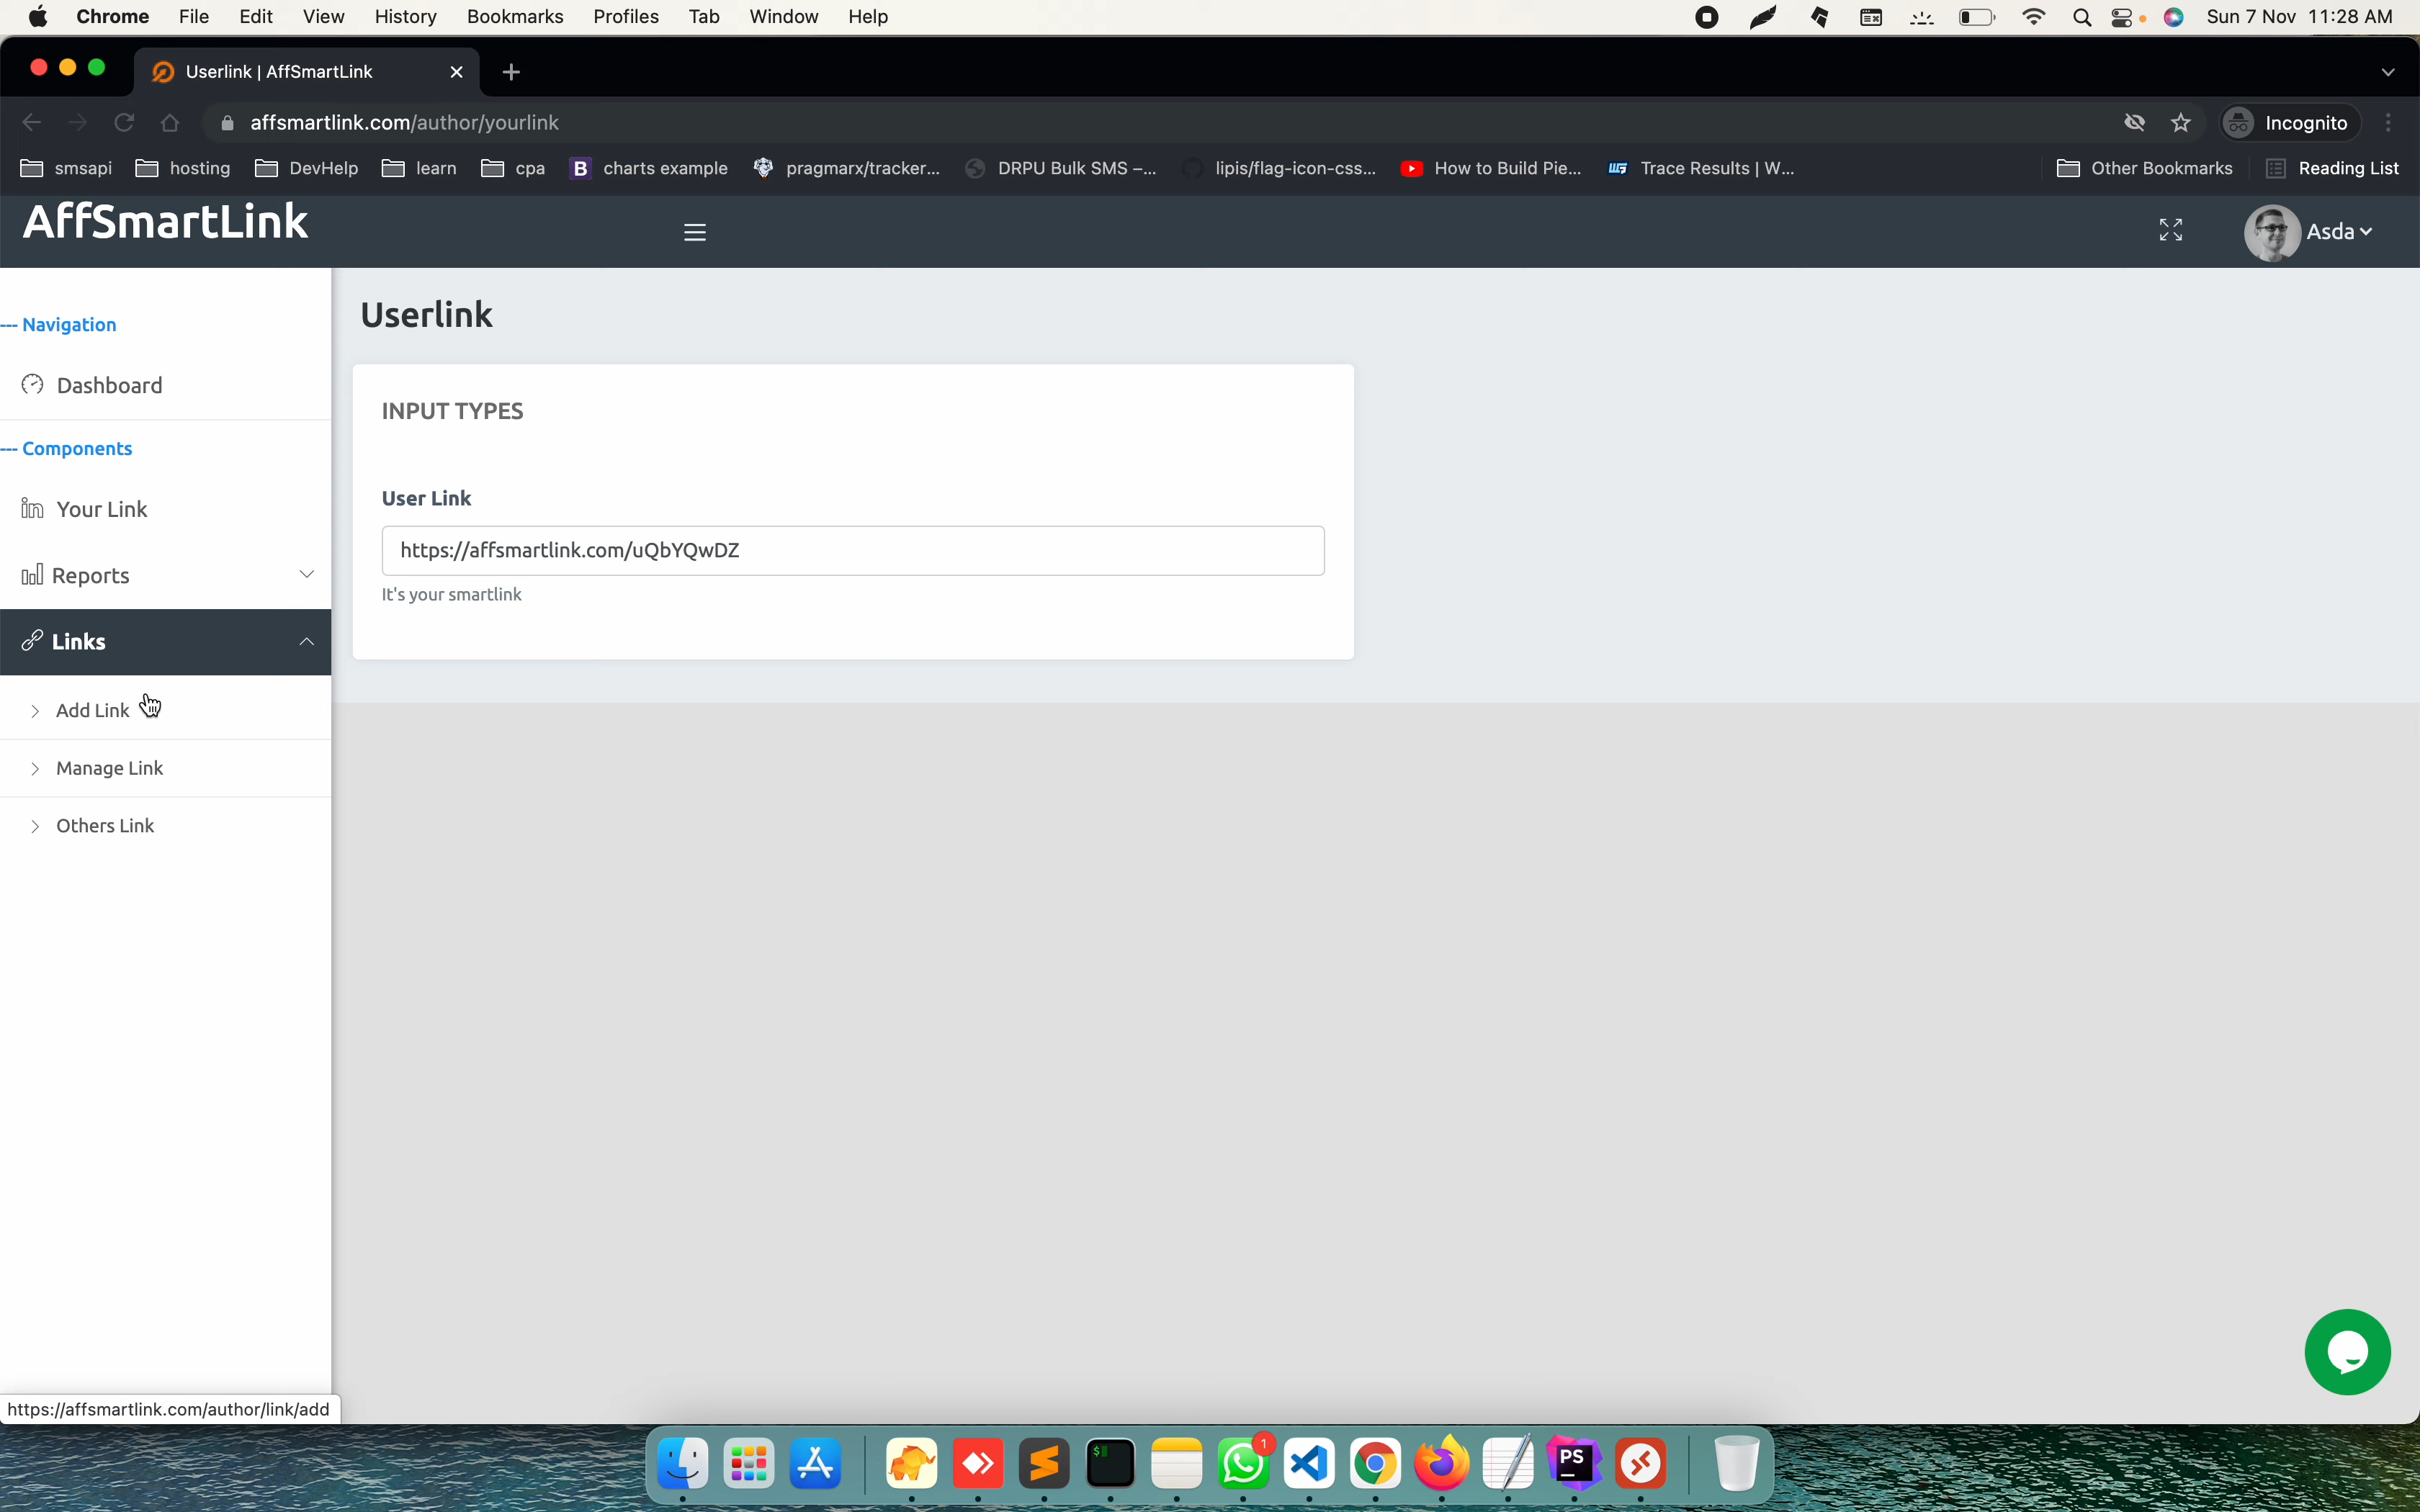 Chrome File Edit View History Bookmarks Profiles Tab Window Help Sun 7 Nov 11:28 AM
Userlink | AffSmartLink
affsmartlink.com/author/yourlink Incognito
smsapi hosting DevHelp learn cpa B charts example pragmarx/tracker... DRPU Bulk SMS –... lipis/flag-icon-css... How to Build Pie... Trace Results | W... Other Bookmarks Reading List
AffSmartLink Asda
--- Navigation
Dashboard
--- Components
in Your Link
Reports
Links
Add Link
Manage Link
Others Link
Userlink
INPUT TYPES
User Link
https://affsmartlink.com/uQbYQwDZ
It's your smartlink
https://affsmartlink.com/author/link/add
$ 1 PS